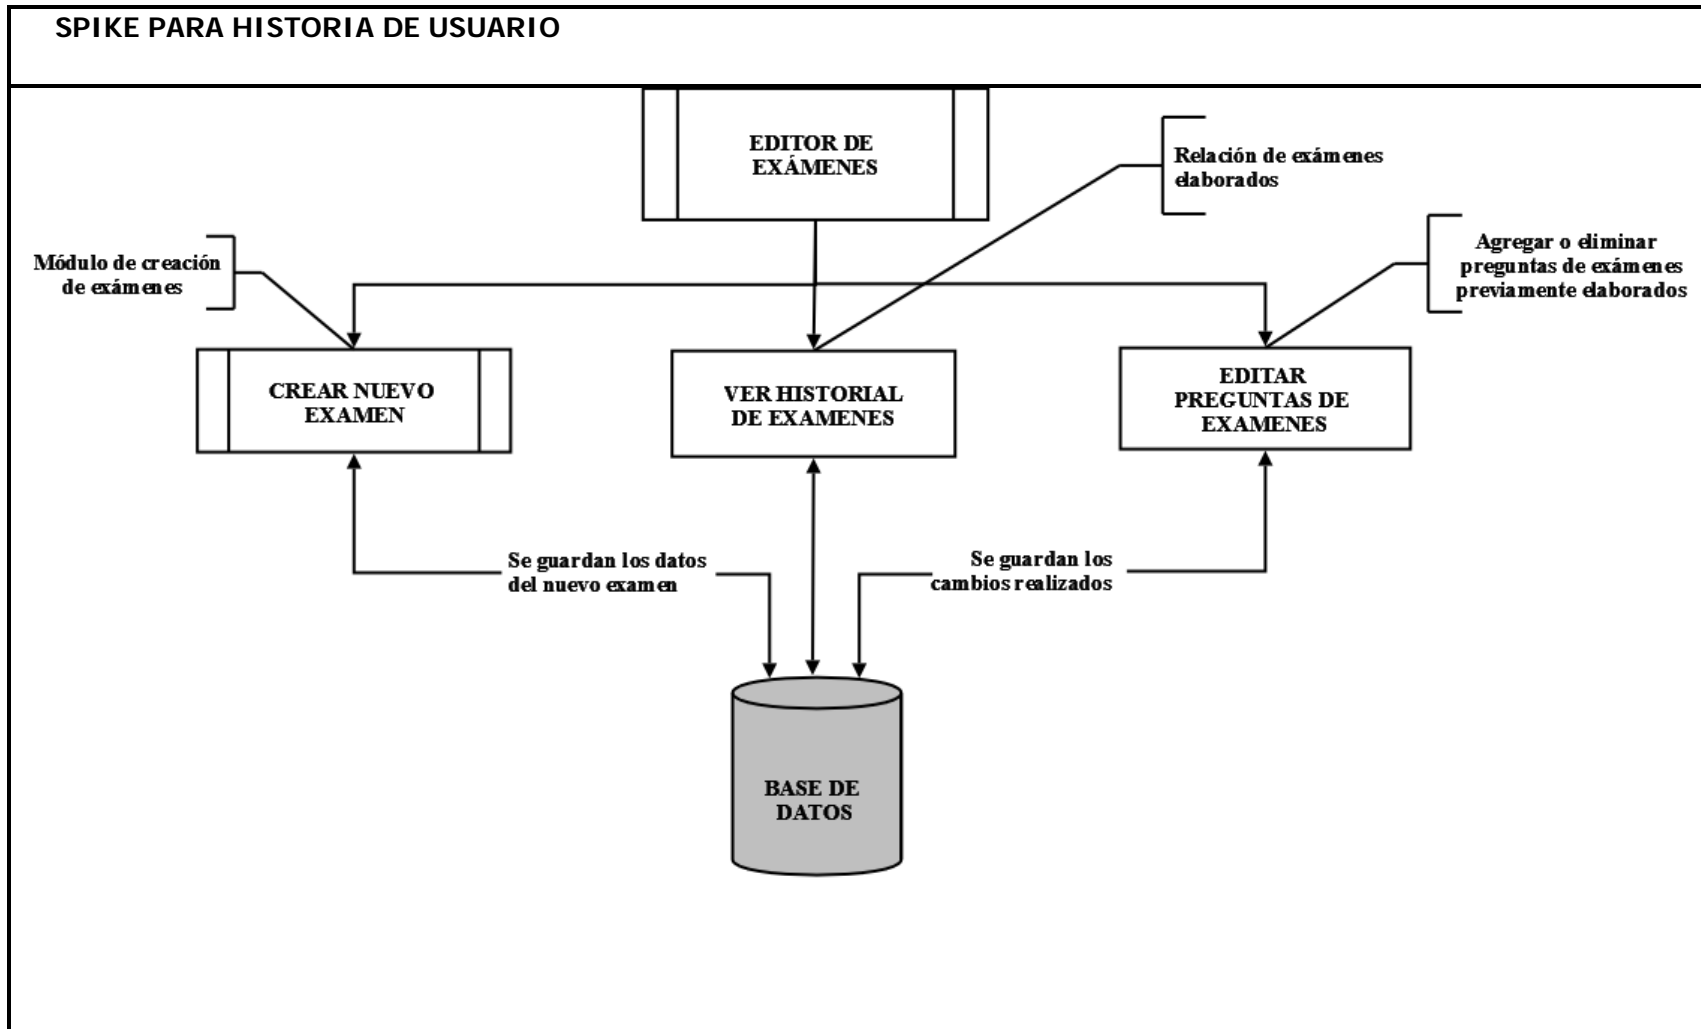 SPIKE PARA HISTORIA DE USUARIO
EDITOR DE
EXÁMENES
Relación de exámenes
elaborados
Agregar o eliminar
preguntas de exámenes
previamente elaborados
Módulo de creación
de exámenes
CREAR NUEVO
EXAMEN
VER HISTORIAL
DE EXAMENES
EDITAR
PREGUNTAS DE
EXAMENES
Se guardan los datos
del nuevo examen
Se guardan los
cambios realizados
BASE DE
DATOS